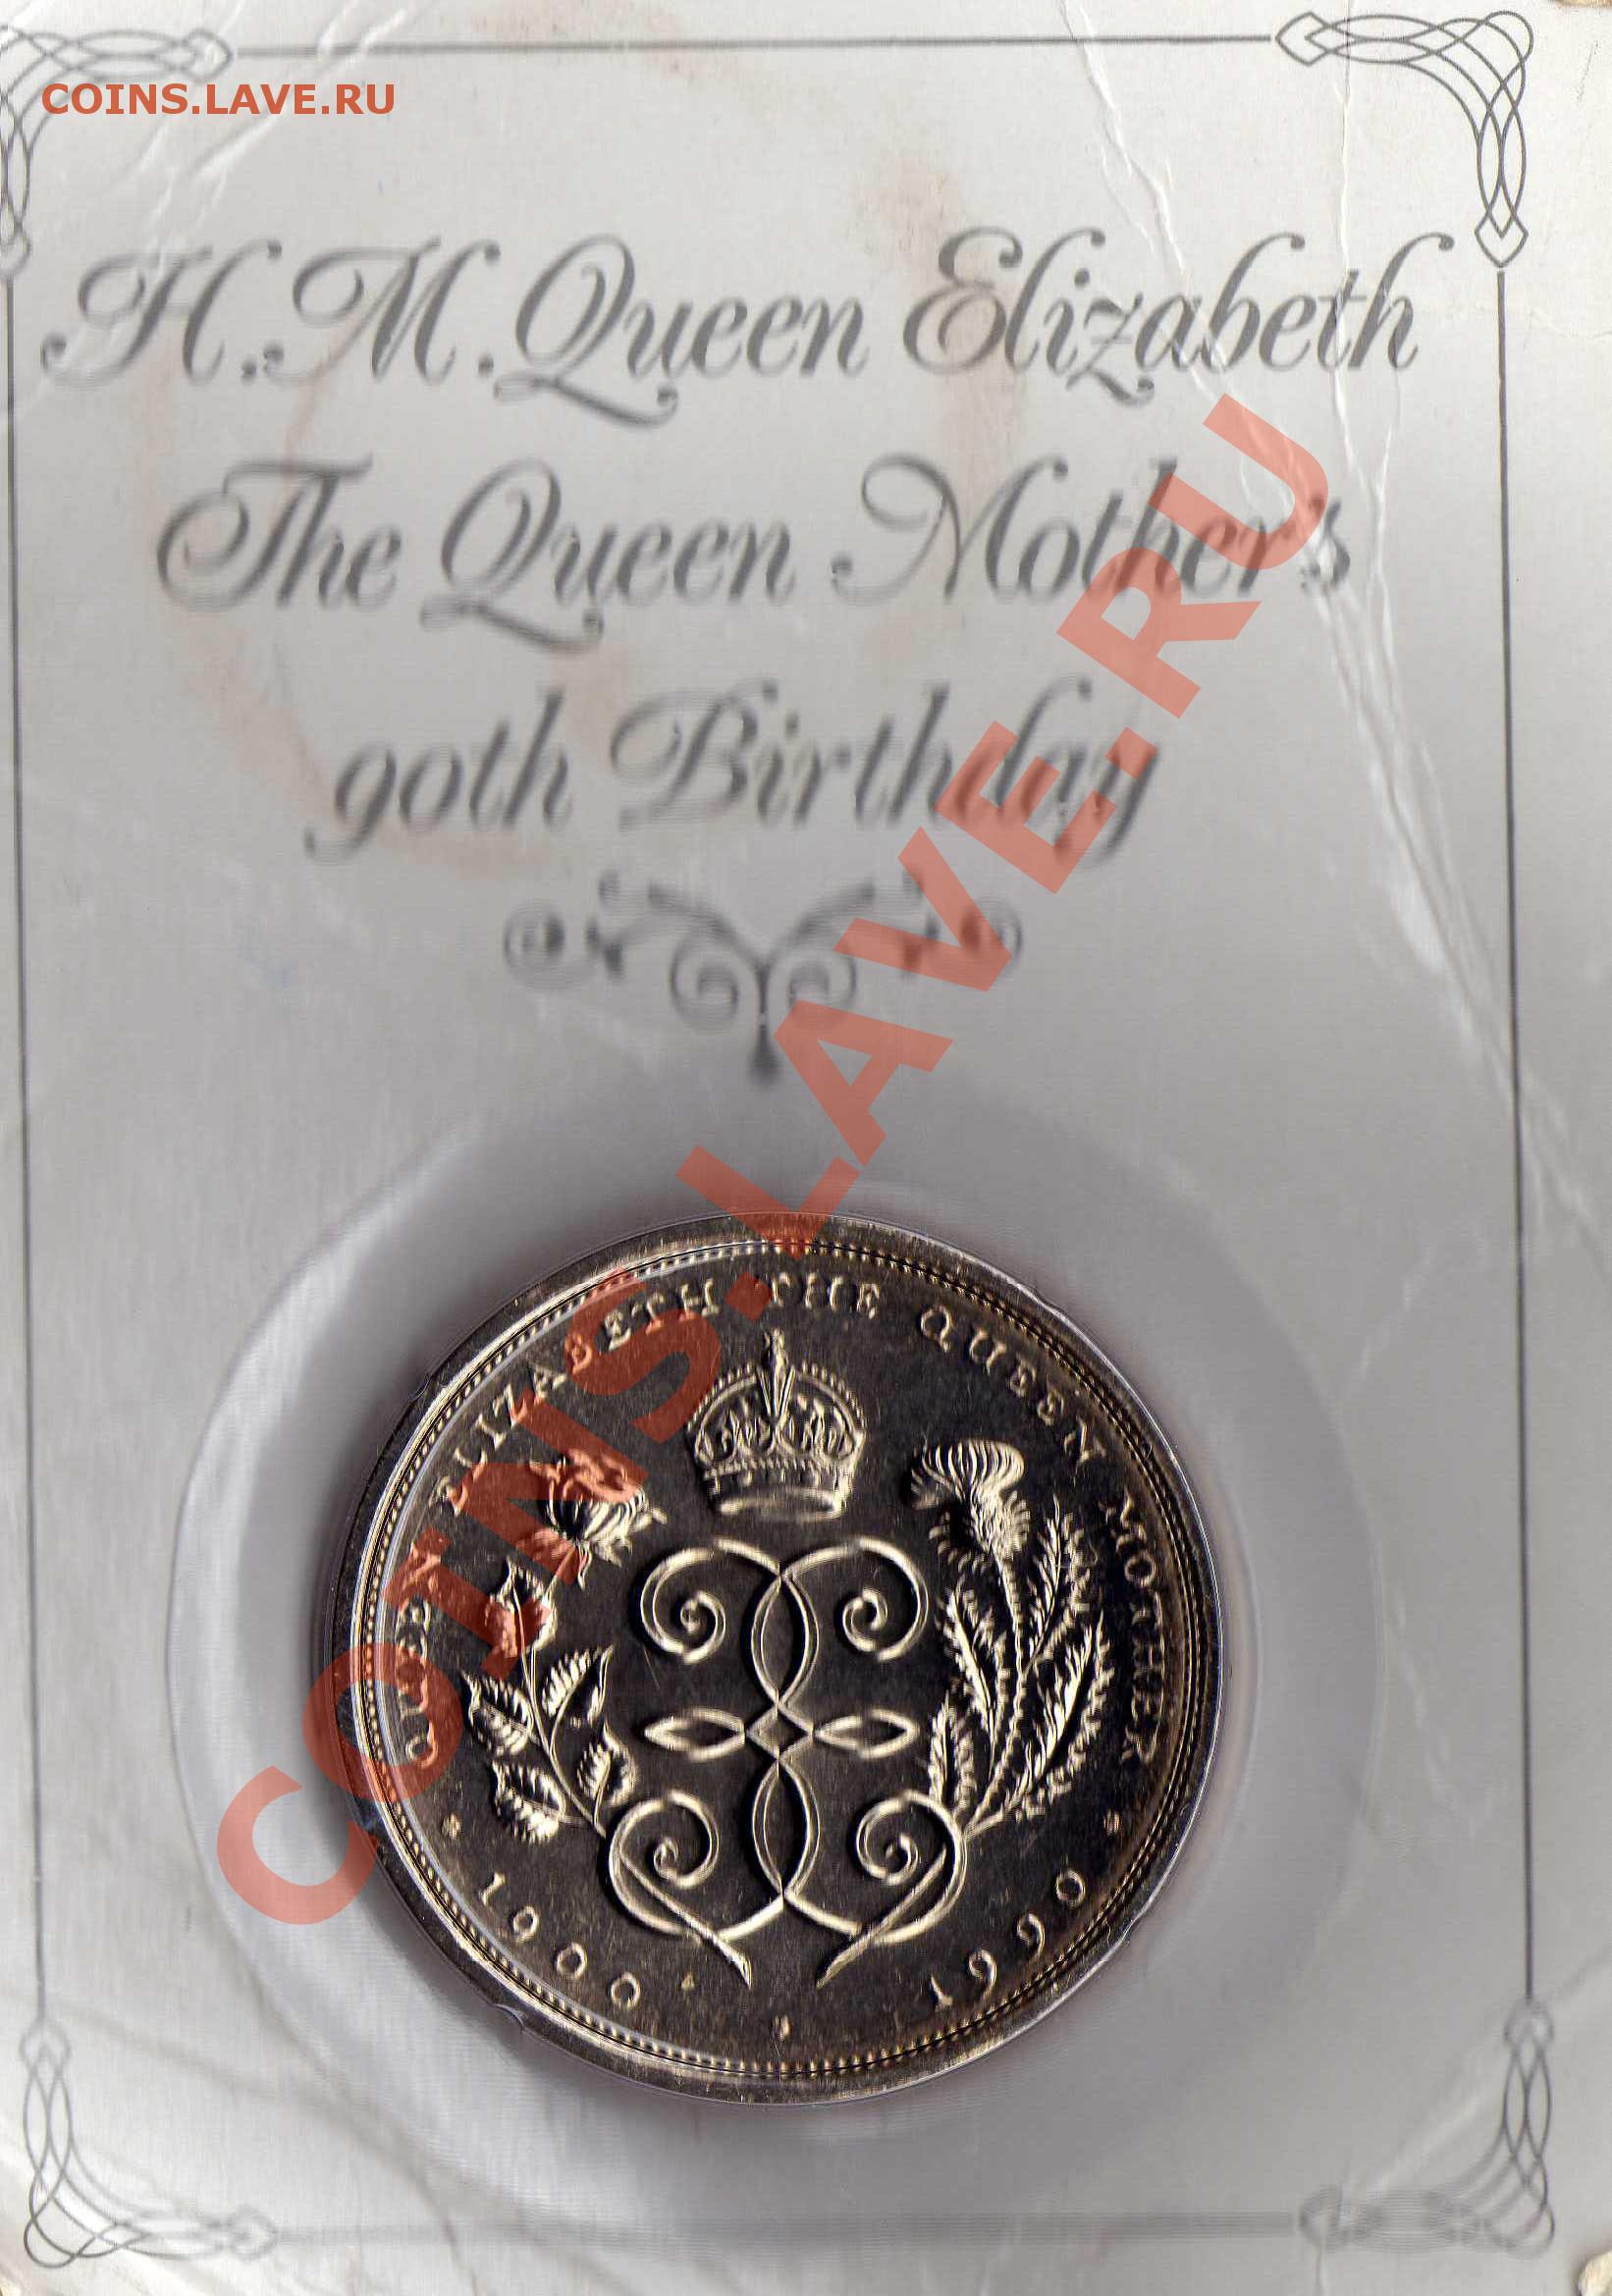 COINS.LAVE.RU
H.M. Queen Elizabeth
The Queen Mother's
90th Birthday
COINS.LAVE.RU
QUEEN ELIZABETH THE QUEEN MOTHER
1900 1990